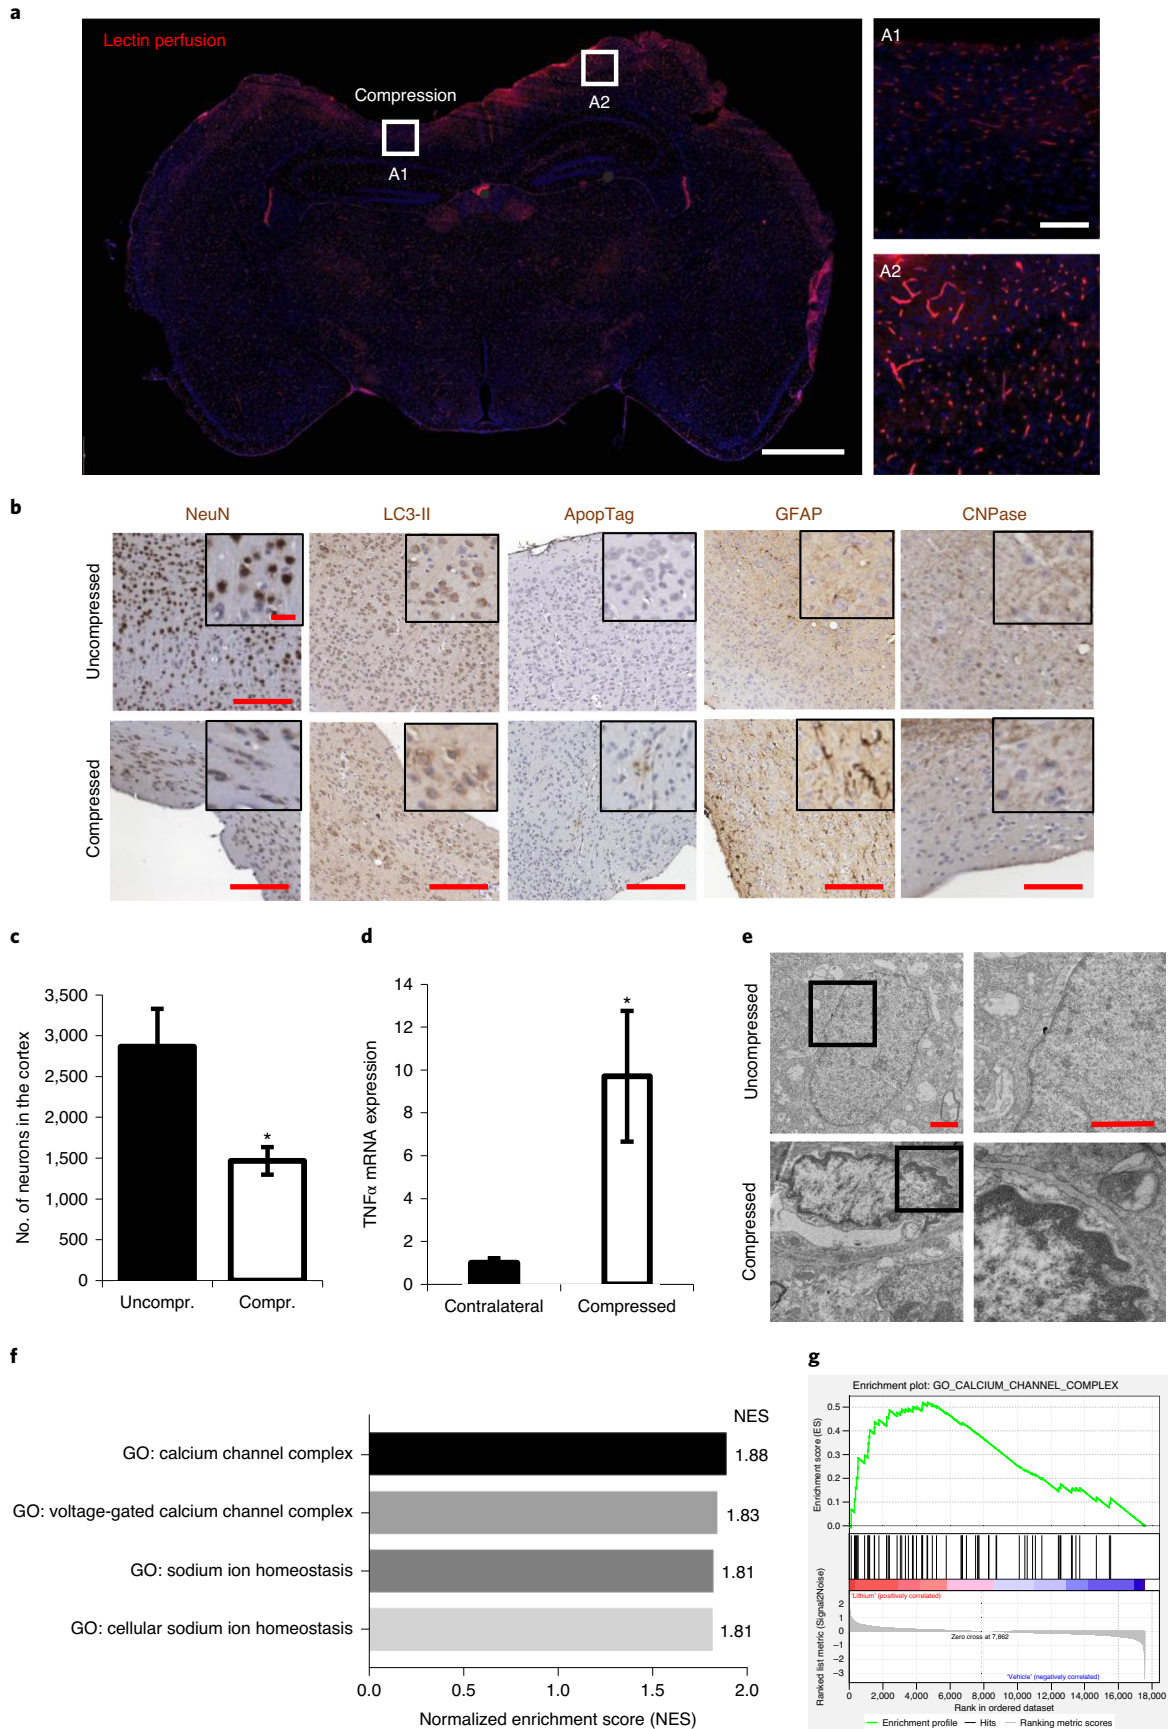 a
Lectin perfusion
Compression
A1
A2
A1
A2
b
NeuN
LC3-II
ApopTag
GFAP
CNPase
Uncompressed
Compressed
c
No. of neurons in the cortex
3,500
3,000
2,500
2,000
1,500
1,000
500
0
*
Uncompr.
Compr.
d
TNFα mRNA expression
14
12
10
8
6
4
2
0
*
Contralateral
Compressed
e
Uncompressed
Compressed
f
NES
GO: calcium channel complex
1.88
GO: voltage-gated calcium channel complex
1.83
GO: sodium ion homeostasis
1.81
GO: cellular sodium ion homeostasis
1.81
0.0 0.5 1.0 1.5 2.0
Normalized enrichment score (NES)
g
Enrichment plot: GO_CALCIUM_CHANNEL_COMPLEX
Enrichment score (ES)
0.5
0.4
0.3
0.2
0.1
0.0
'Lithium' (positively correlated)
Ranked list metric (Signal2Noise)
2
1
0
−1
−2
−3
Zero cross at 7,862
'Vehicle' (negatively correlated)
0 2,000 4,000 6,000 8,000 10,000 12,000 14,000 16,000 18,000
Rank in ordered dataset
Enrichment profile Hits Ranking metric scores